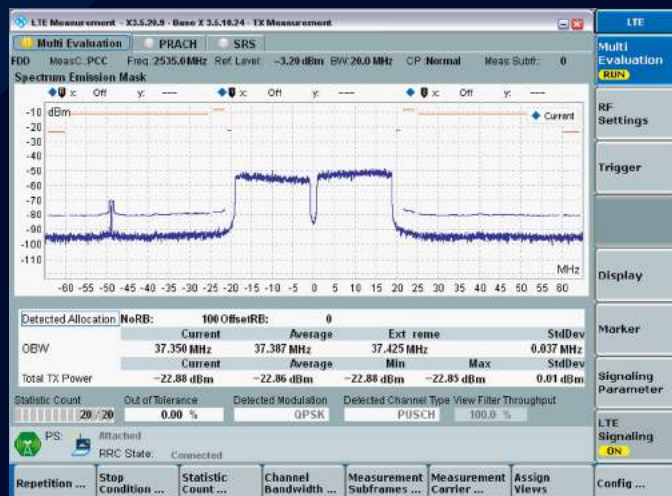 LTE Measurement - X3.5.20.9 - Base X 3.5.10.24 - TX Measurement
LTE
Multi Evaluation PRACH SRS
Multi Evaluation
RUN
FDD Meas C.:PCC Freq.:2535.0MHz Ref. Level: -3.20 dBm BW:20.0 MHz CP:Normal Meas Subfr.: 0
Spectrum Emission Mask
x: Off y: --- x: Off y: --- x: Off y: ---
dBm
Current
-10
-20
-30
-40
-50
-60
-70
-80
-90
-100
-110
MHz
-60 -55 -50 -45 -40 -35 -30 -25 -20 -15 -10 -5 0 5 10 15 20 25 30 35 40 45 50 55 60
RF Settings
Trigger
Display
Marker
Signaling Parameter
LTE Signaling
ON
Detected Allocation NoRB: 100 OffsetRB: 0
Current Average Extreme StdDev
OBW 37.350 MHz 37.387 MHz 37.425 MHz 0.037 MHz
Current Average Min Max StdDev
Total TX Power -22.88 dBm -22.86 dBm -22.88 dBm -22.85 dBm 0.01 dBm
Statistic Count Out of Tolerance Detected Modulation Detected Channel Type View Filter Throughput
20/20 0.00 % QPSK PUSCH 100.0 %
PS: Attached
RRC State: Connected
Repetition ... Stop Condition ... Statistic Count ... Channel Bandwidth ... Measurement Subframes ... Measurement Carrier ... Assign Views Config ...